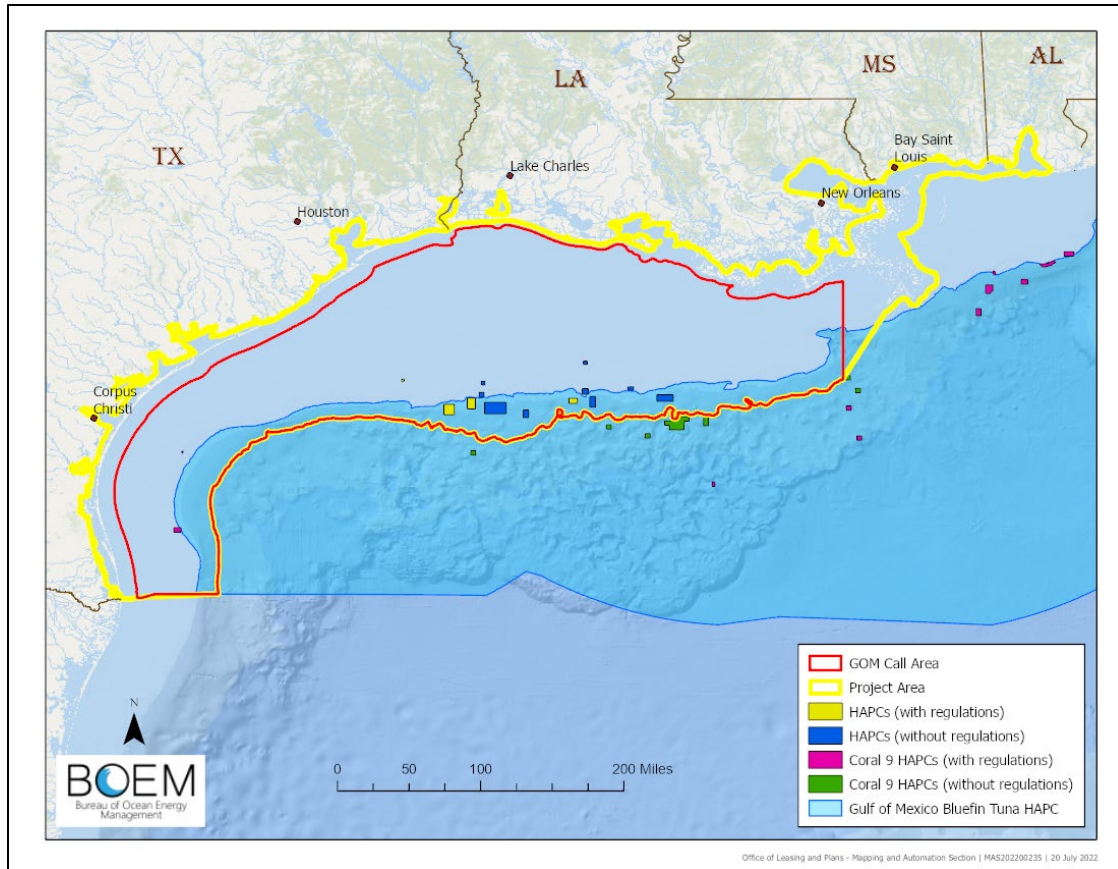 TX
LA
MS
AL
Bay Saint
Louis
Lake Charles
New Orleans
Houston
Corpus
Christi
N
BOEM
Bureau of Ocean Energy
Management
0 50 100 200 Miles
GOM Call Area
Project Area
HAPCs (with regulations)
HAPCs (without regulations)
Coral 9 HAPCs (with regulations)
Coral 9 HAPCs (without regulations)
Gulf of Mexico Bluefin Tuna HAPC
Office of Leasing and Plans - Mapping and Automation Section | MAS202200235 | 20 July 2022